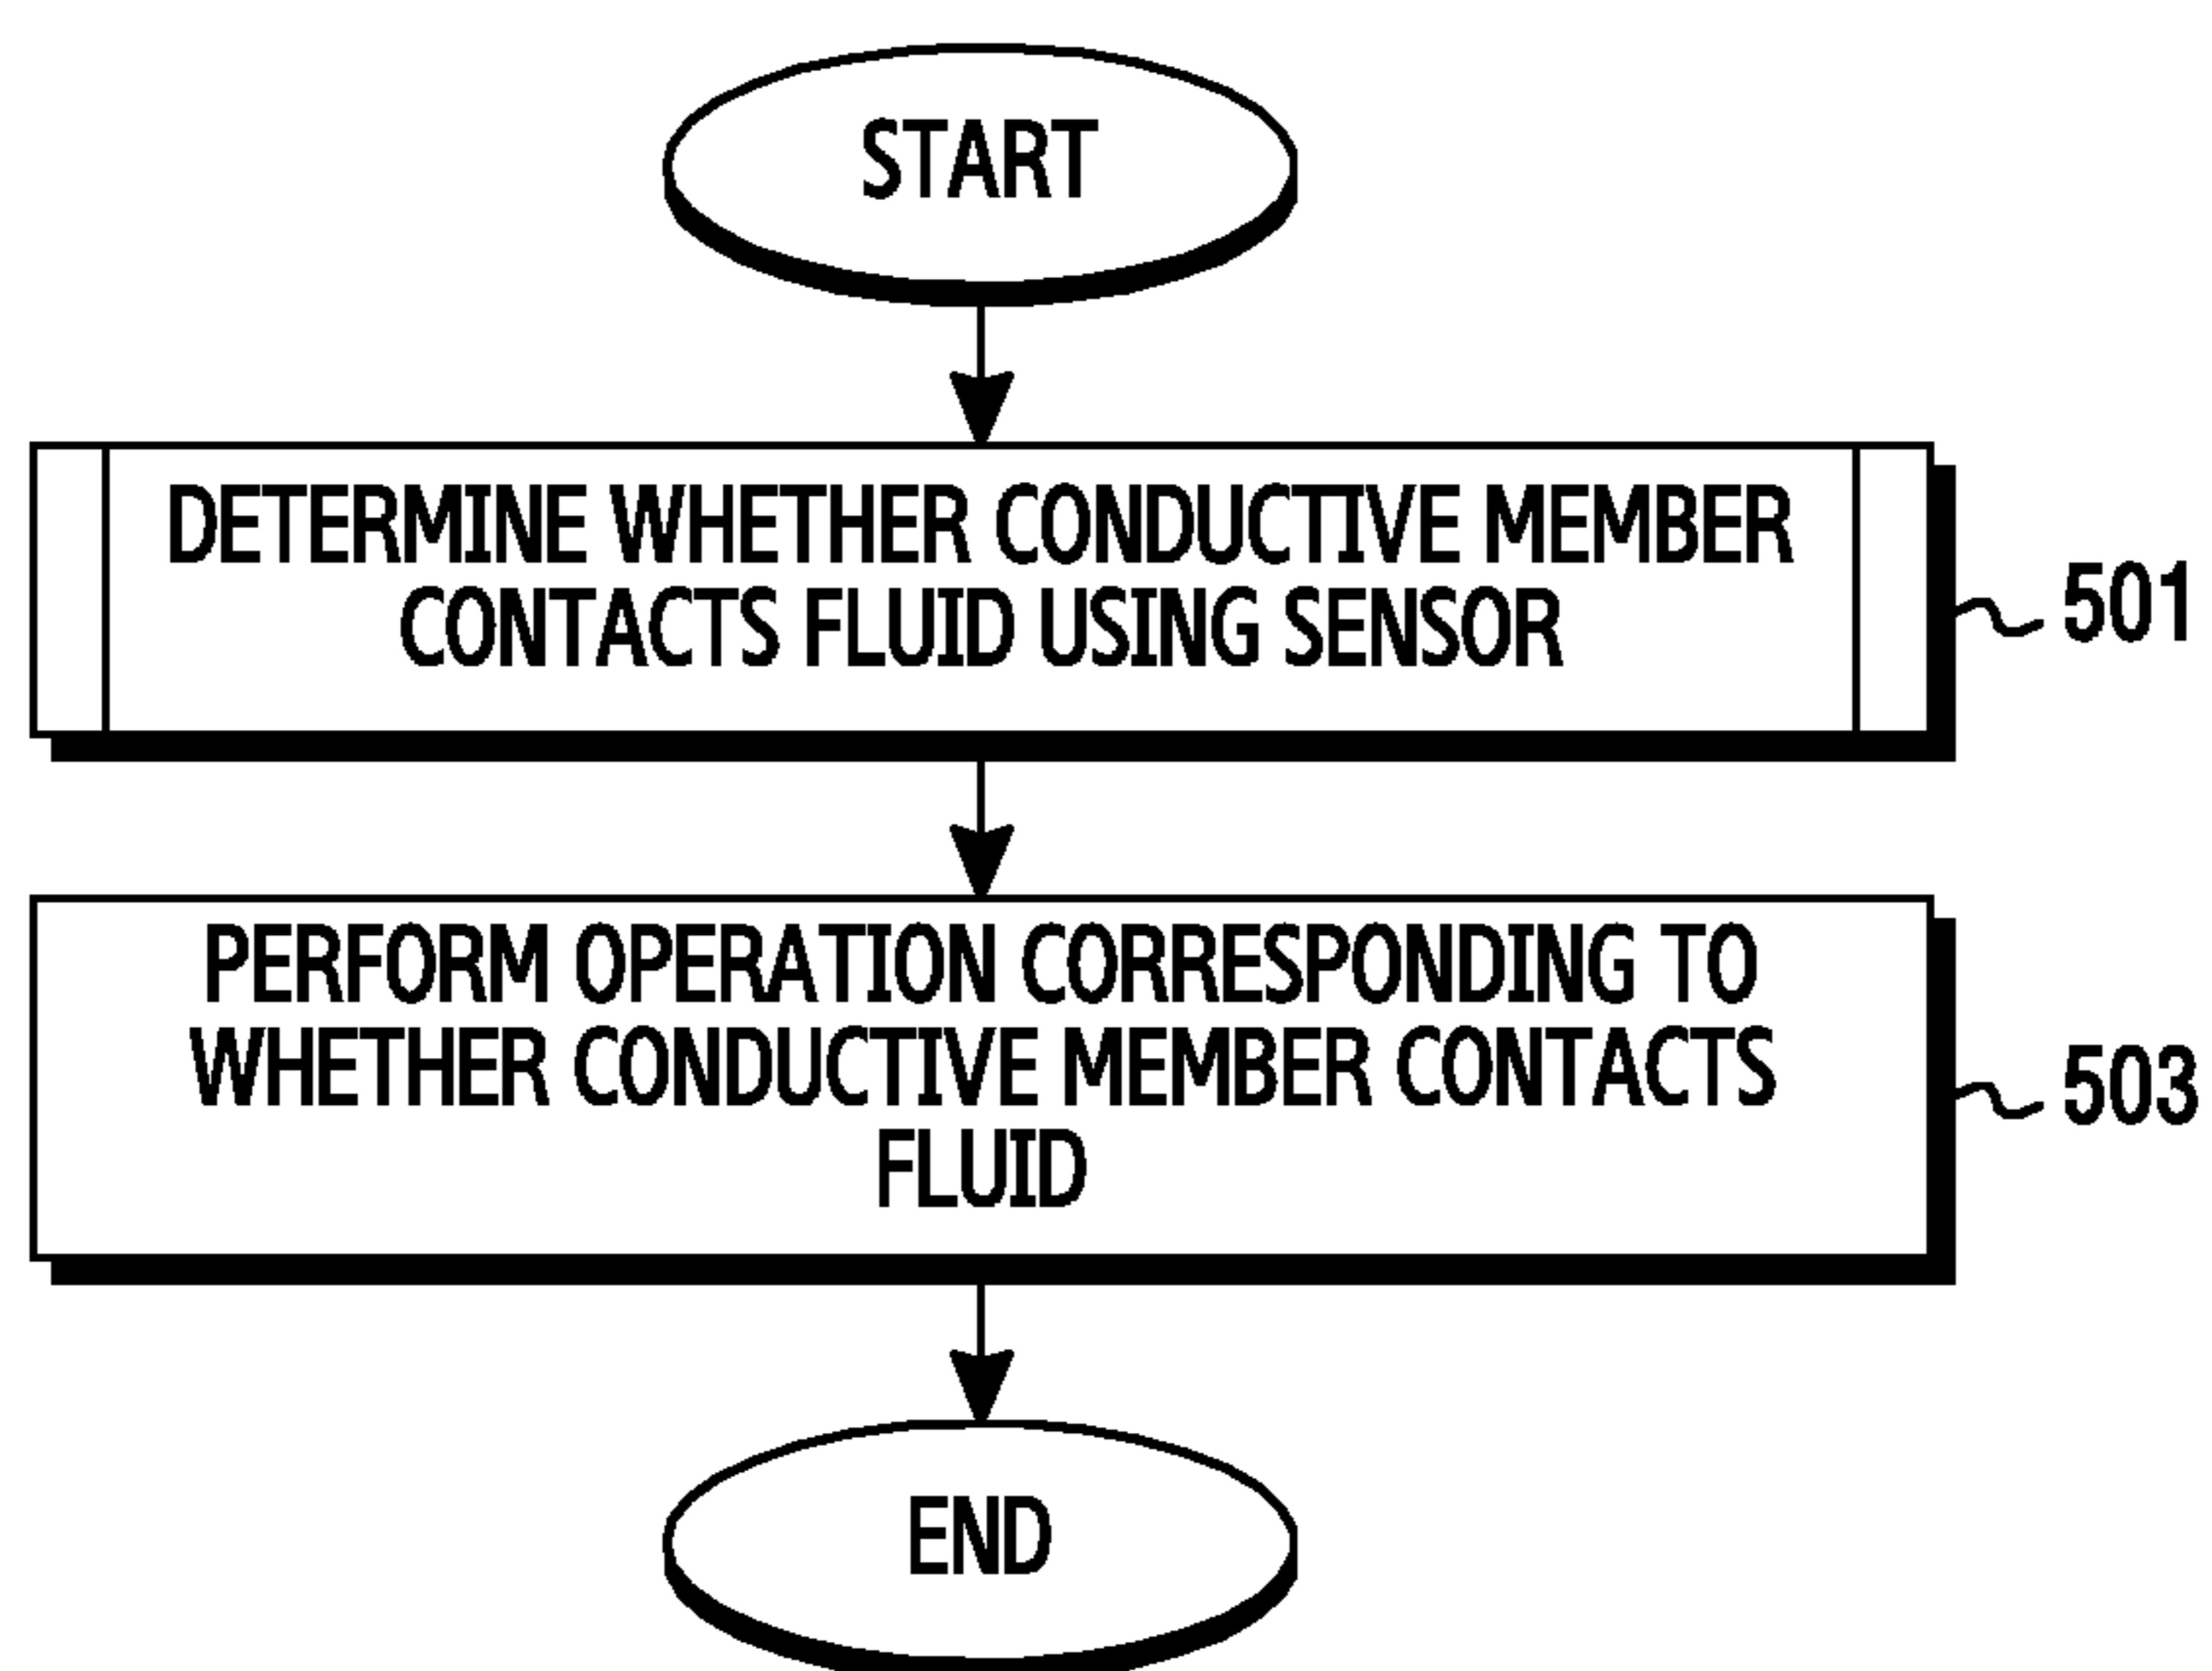 START
DETERMINE WHETHER CONDUCTIVE MEMBER
CONTACTS FLUID USING SENSOR
501
PERFORM OPERATION CORRESPONDING TO
WHETHER CONDUCTIVE MEMBER CONTACTS
FLUID
503
END